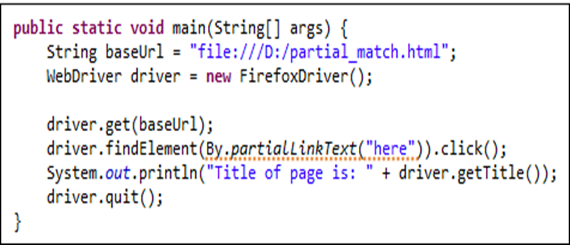 public static void main(String[] args) {
    String baseUrl = "file:///D:/partial_match.html";
    WebDriver driver = new FirefoxDriver();

    driver.get(baseUrl);
    driver.findElement(By.partialLinkText("here")).click();
    System.out.println("Title of page is: " + driver.getTitle());
    driver.quit();
}